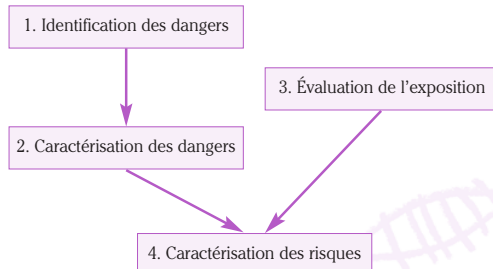 1. Identification des dangers
3. Évaluation de l'exposition
2. Caractérisation des dangers
4. Caractérisation des risques